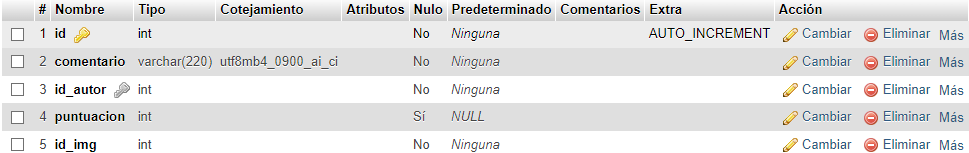 # Nombre Tipo Cotejamiento Atributos Nulo Predeterminado Comentarios Extra Acción
1 id int No Ninguna AUTO_INCREMENT Cambiar Eliminar Más
2 comentario varchar(220) utf8mb4_0900_ai_ci No Ninguna Cambiar Eliminar Más
3 id_autor int No Ninguna Cambiar Eliminar Más
4 puntuacion int Sí NULL Cambiar Eliminar Más
5 id_img int No Ninguna Cambiar Eliminar Más